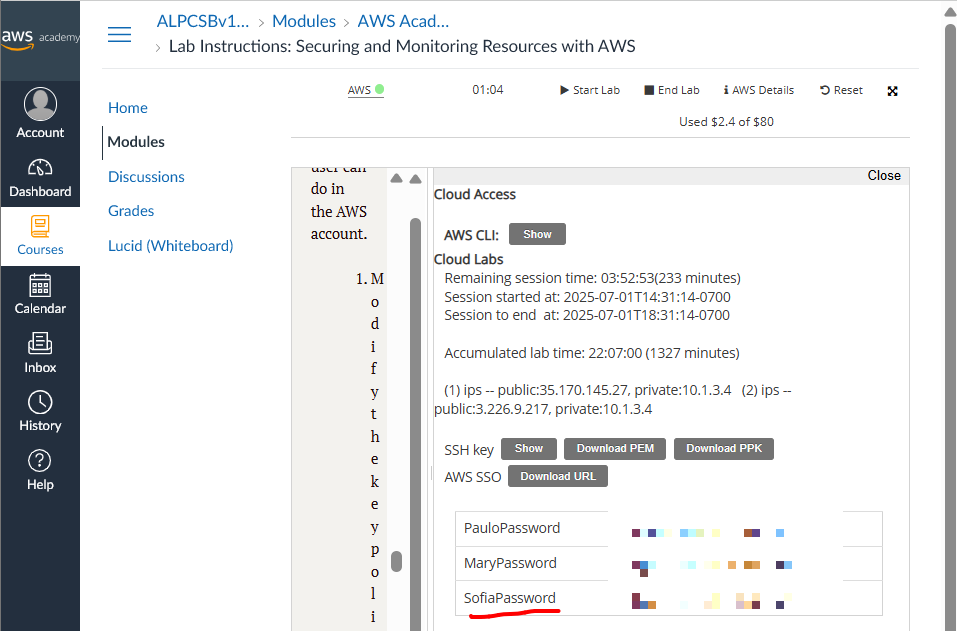 aws academy
Account
Dashboard
Courses
Calendar
Inbox
History
Help
ALPCSBv1... > Modules > AWS Acad...
> Lab Instructions: Securing and Monitoring Resources with AWS
Home
Modules
Discussions
Grades
Lucid (Whiteboard)
AWS 01:04 Start Lab End Lab AWS Details Reset
Used $2.4 of $80
user can
do in
the AWS
account.
1. M
o
d
i
f
y
t
h
e
k
e
y
p
o
l
i
Close
Cloud Access
AWS CLI: Show
Cloud Labs
Remaining session time: 03:52:53(233 minutes)
Session started at: 2025-07-01T14:31:14-0700
Session to end at: 2025-07-01T18:31:14-0700
Accumulated lab time: 22:07:00 (1327 minutes)
(1) ips -- public:35.170.145.27, private:10.1.3.4 (2) ips --
public:3.226.9.217, private:10.1.3.4
SSH key Show Download PEM Download PPK
AWS SSO Download URL
PauloPassword
MaryPassword
SofiaPassword